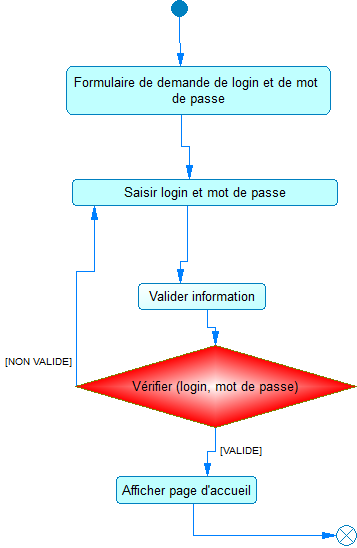 Formulaire de demande de login et de mot
de passe
Saisir login et mot de passe
Valider information
[NON VALIDE]
Vérifier (login, mot de passe)
[VALIDE]
Afficher page d'accueil